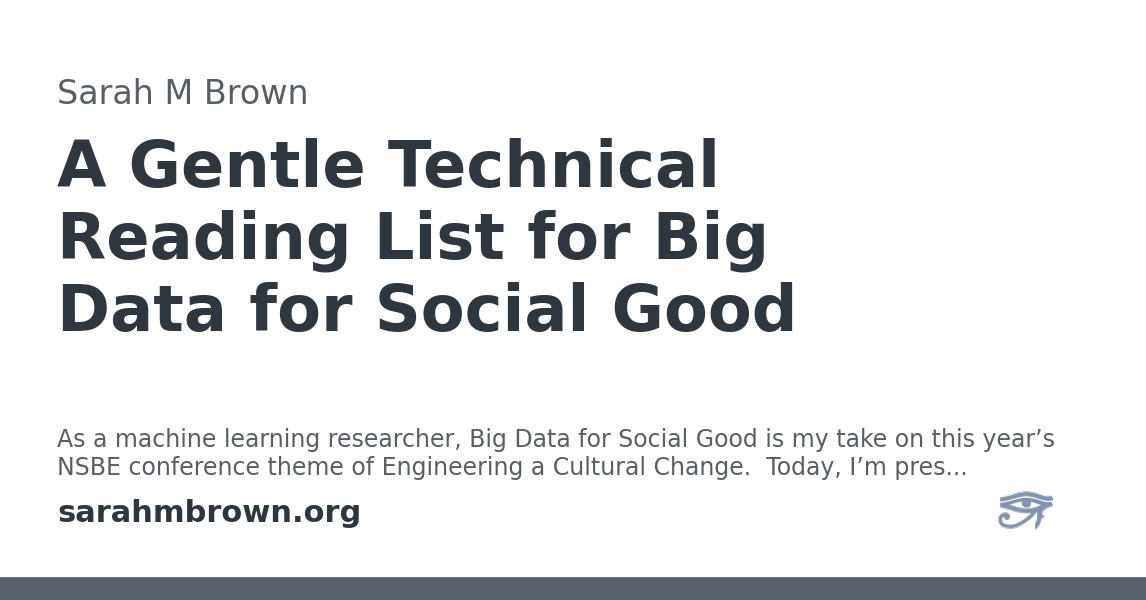 Sarah M Brown
A Gentle Technical
Reading List for Big
Data for Social Good
As a machine learning researcher, Big Data for Social Good is my take on this year’s
NSBE conference theme of Engineering a Cultural Change.  Today, I’m pres...
sarahmbrown.org